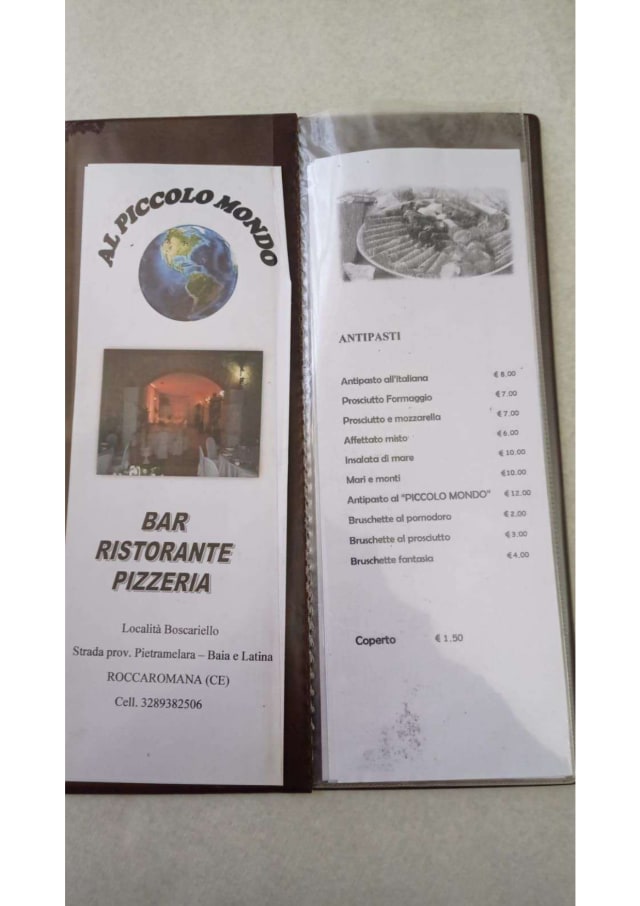 AL PICCOLO MONDO
BAR
RISTORANTE
PIZZERIA
Località Boscariello
Strada prov. Pietramelara – Baia e Latina
ROCCAROMANA (CE)
Cell. 3289382506
ANTIPASTI
Antipasto all'italiana € 8,00
Prosciutto Formaggio €7,00
Prosciutto e mozzarella €7,00
Affettato misto €6,00
Insalata di mare € 10,00
Mari e monti €10,00
Antipasto al "PICCOLO MONDO" €12,00
Bruschette al pomodoro €2,00
Bruschette al prosciutto €3,00
Bruschette fantasia €4,00
Coperto € 1,50